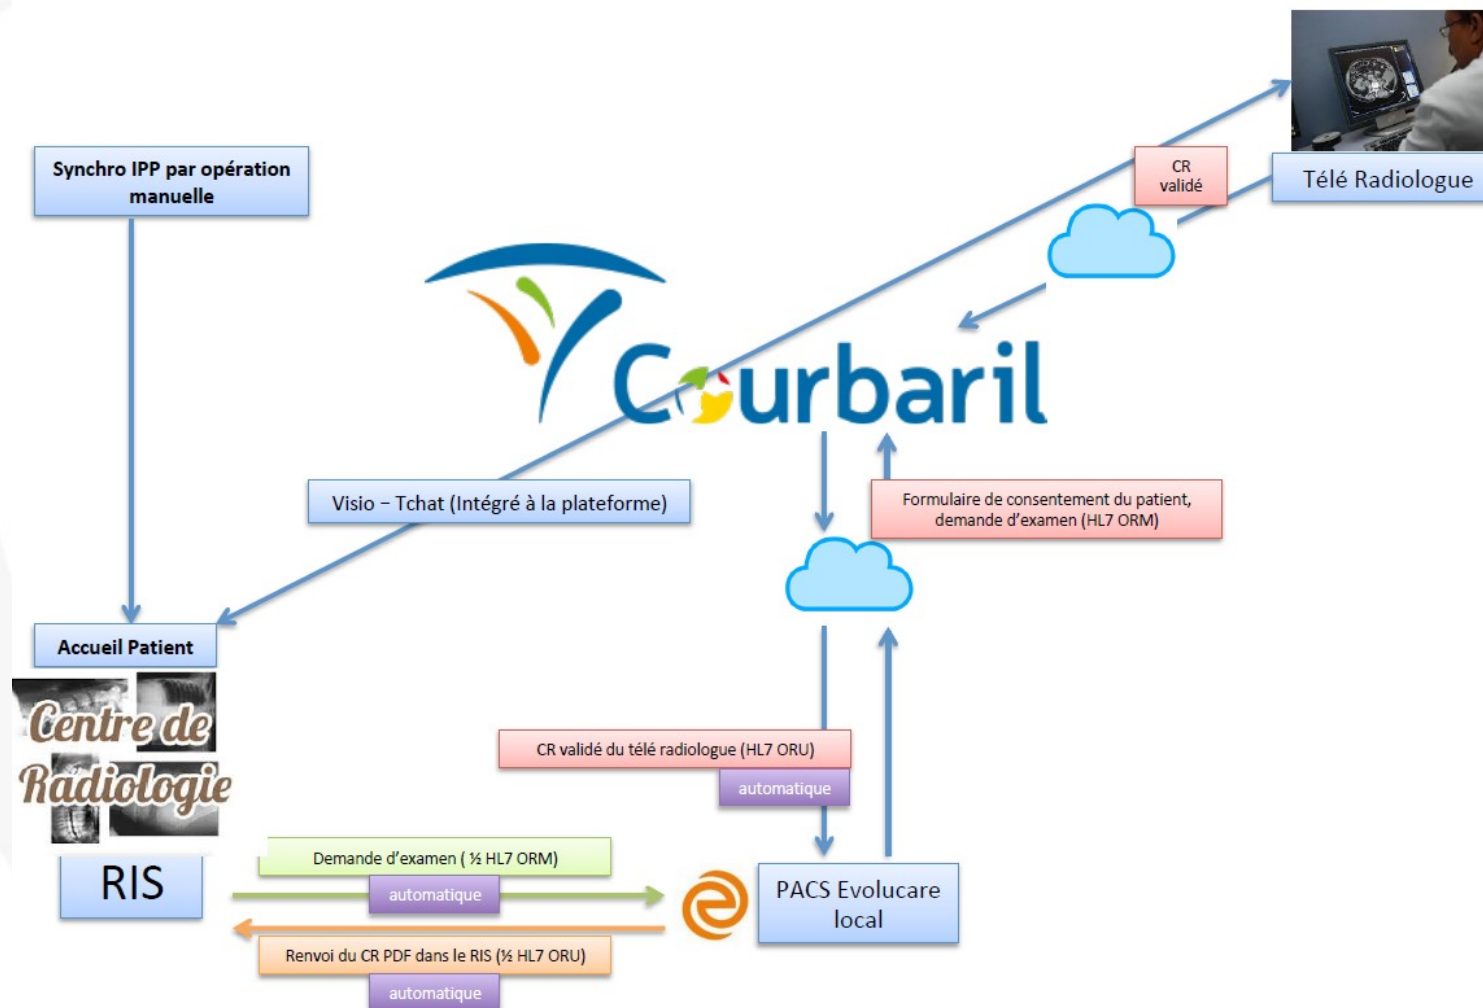 Synchro IPP par opération
manuelle
CR
validé
Télé Radiologue
Courbaril
Visio – Tchat (Intégré à la plateforme)
Formulaire de consentement du patient,
demande d’examen (HL7 ORM)
Accueil Patient
Centre de
Radiologie
CR validé du télé radiologue (HL7 ORU)
automatique
RIS
Demande d’examen ( ½ HL7 ORM)
automatique
PACS Evolucare
local
Renvoi du CR PDF dans le RIS (½ HL7 ORU)
automatique